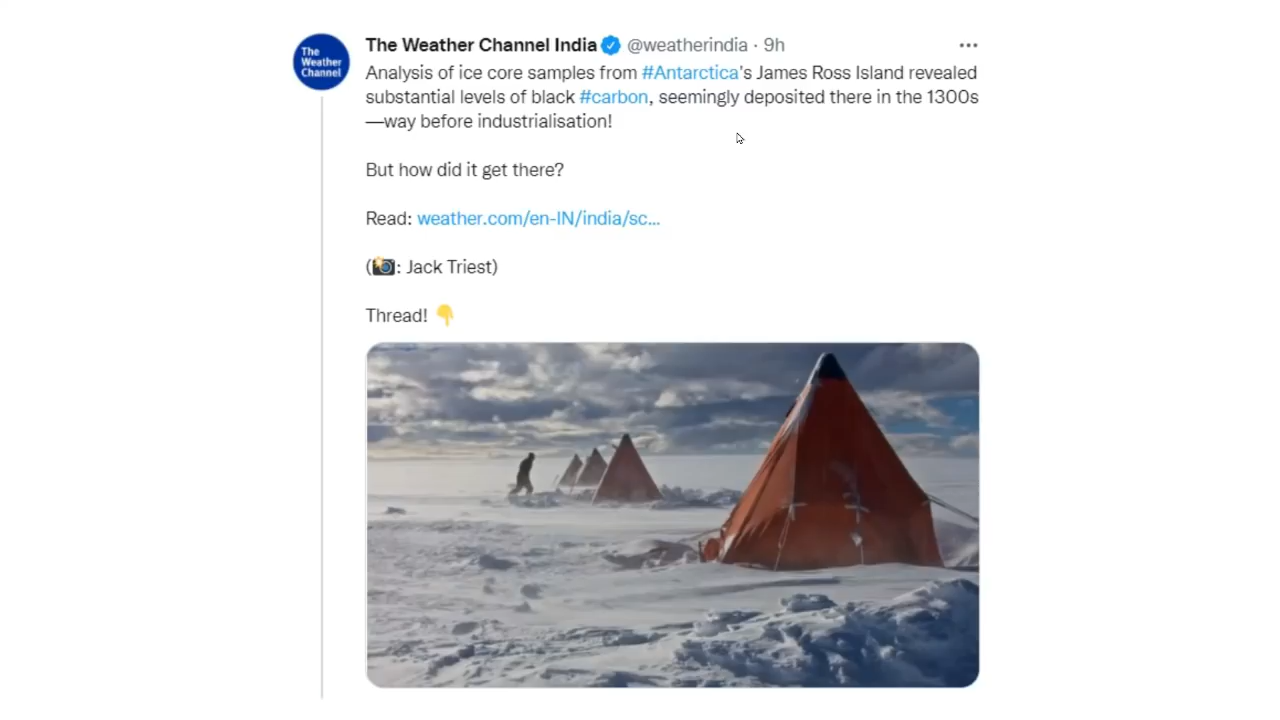 The
Weather
Channel
The Weather Channel India @weatherindia · 9h
Analysis of ice core samples from #Antarctica's James Ross Island revealed
substantial levels of black #carbon, seemingly deposited there in the 1300s
—way before industrialisation!
But how did it get there?
Read: weather.com/en-IN/india/sc...
(📸: Jack Triest)
Thread! 👇